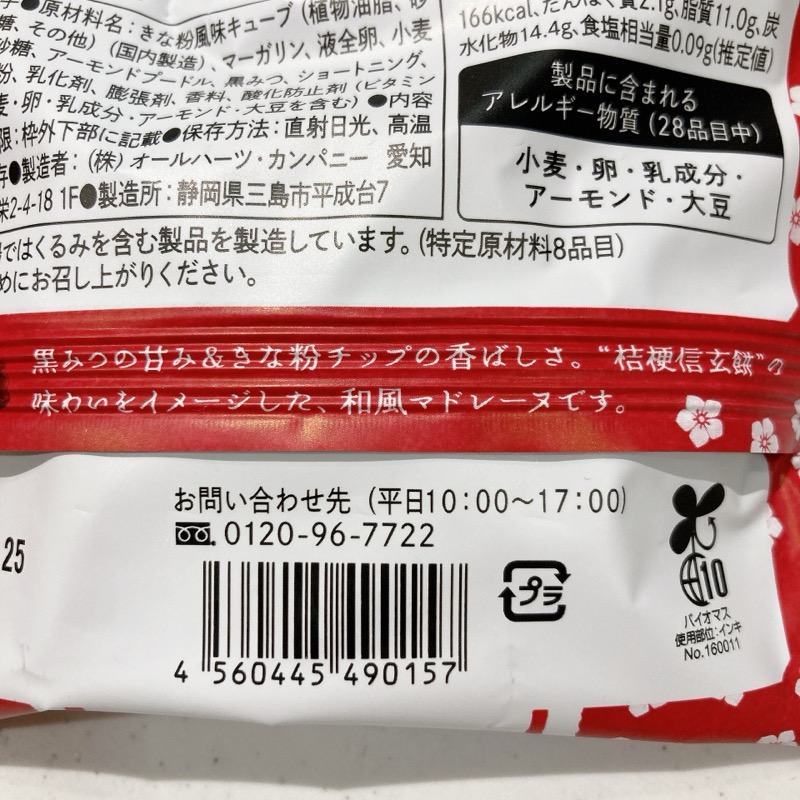 ●原材料名：きな粉風味キューブ（植物油脂、砂
糖、その他）（国内製造）、マーガリン、液全卵、小麦
砂糖、アーモンドプードル、黒みつ、ショートニング、
粉、乳化剤、膨張剤、香料、酸化防止剤（ビタミン
麦・卵・乳成分・アーモンド・大豆を含む）●内容
限：枠外下部に記載●保存方法：直射日光、高温
存●製造者：（株）オールハーツ・カンパニー 愛知
栄2-4-18 1F●製造所：静岡県三島市平成台7
ではくるみを含む製品を製造しています。（特定原材料8品目）
めにお召し上がりください。
166kcal、たんぱく質2.1g、脂質11.0g、炭
水化物14.4g、食塩相当量0.09g（推定値）
製品に含まれる
アレルギー物質（28品目中）
小麦・卵・乳成分・
アーモンド・大豆
黒みつの甘み&きな粉チップの香ばしさ。“桔梗信玄餅”の
味わいをイメージした、和風マドレーヌです。
お問い合わせ先（平日10：00〜17：00）
0120-96-7722
25
4 560445 490157
プラ
10
バイオマス
使用部位：インキ
No.160011